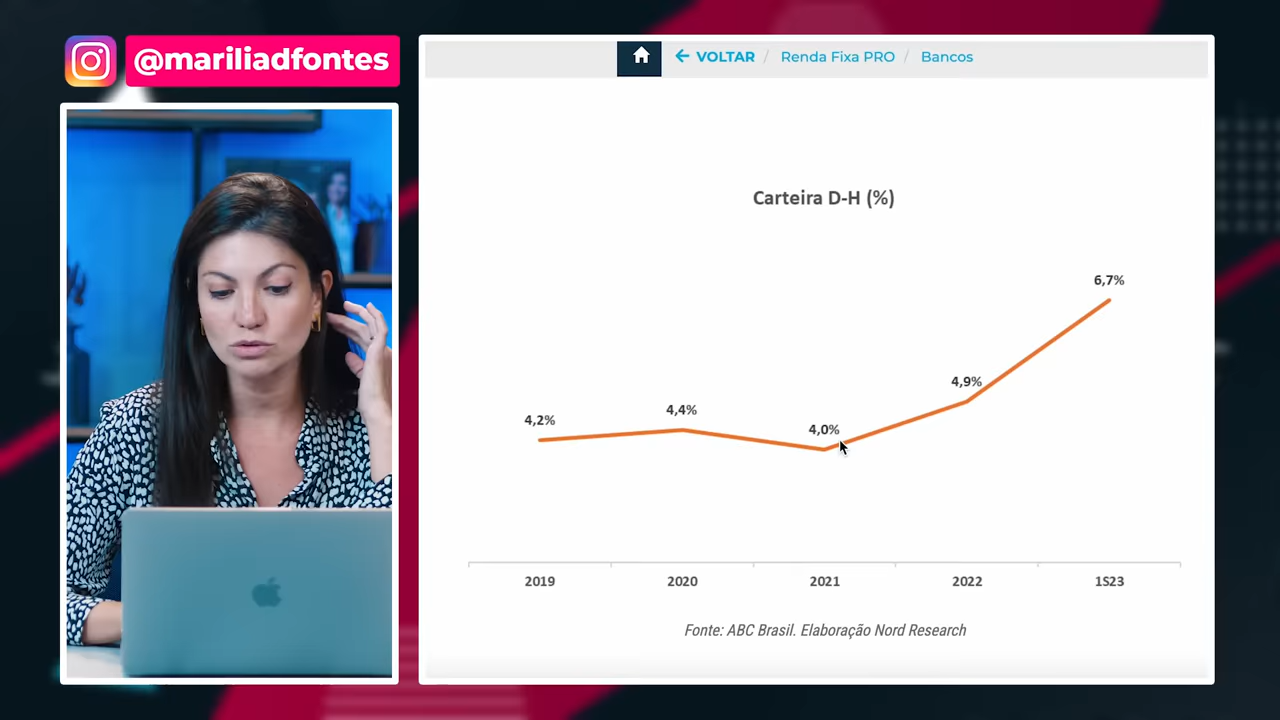 @mariliadfontes
VOLTAR / Renda Fixa PRO / Bancos
Carteira D-H (%)
4,2%
4,4%
4,0%
4,9%
6,7%
2019
2020
2021
2022
1S23
Fonte: ABC Brasil. Elaboração Nord Research